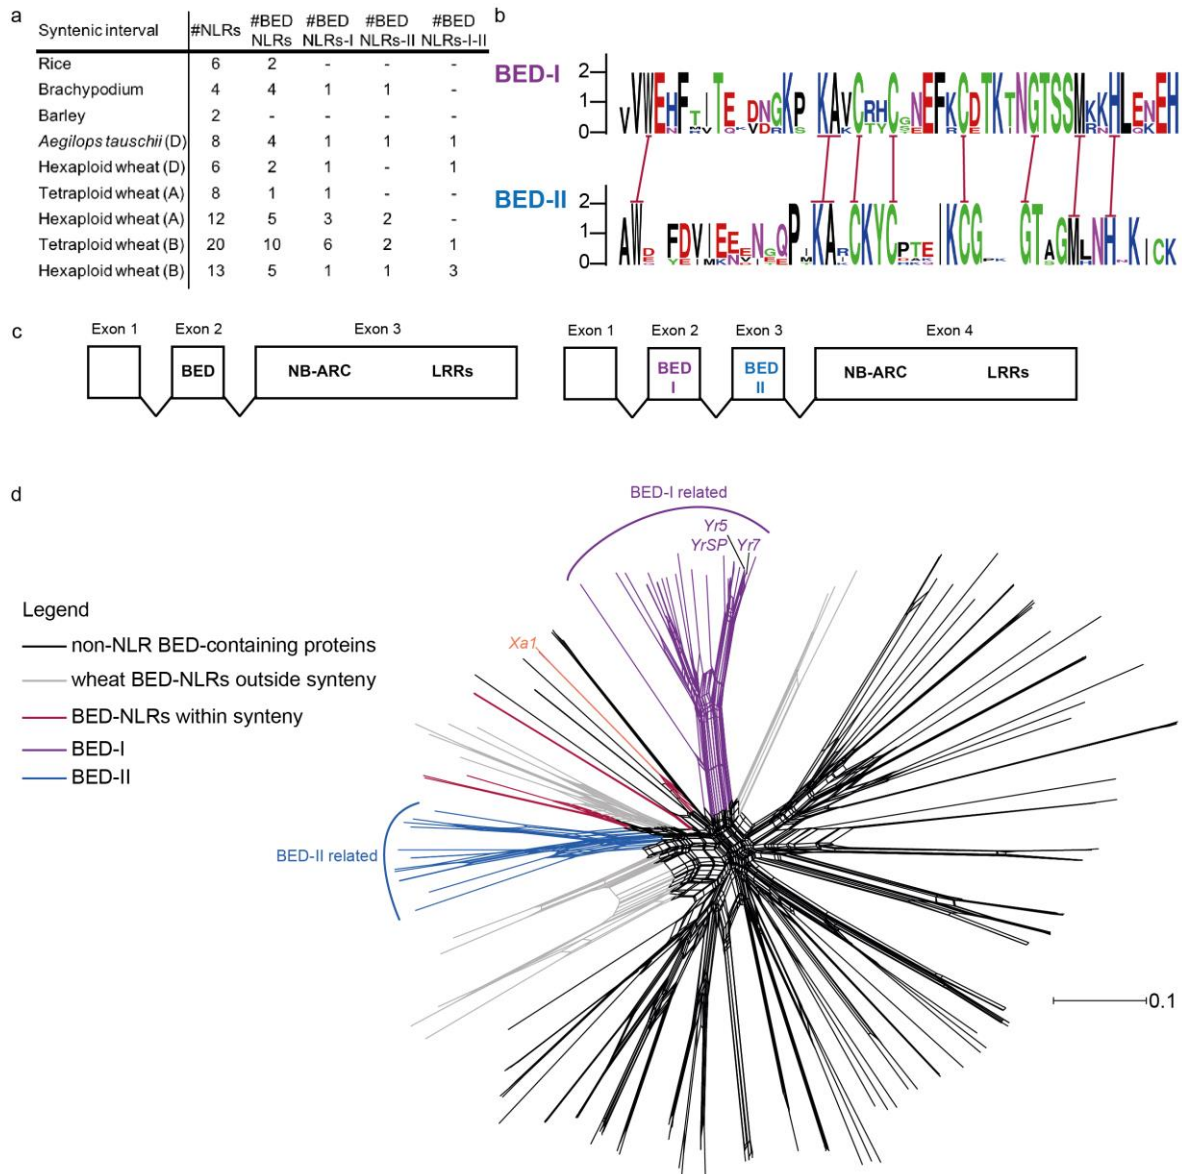 a
Syntenic interval #NLRs #BED NLRs #BED NLRs-I #BED NLRs-II #BED NLRs-I-II
Rice 6 2 - - -
Brachypodium 4 4 1 1 -
Barley 2 - - - -
Aegilops tauschii (D) 8 4 1 1 1
Hexaploid wheat (D) 6 2 1 - 1
Tetraploid wheat (A) 8 1 1 - -
Hexaploid wheat (A) 12 5 3 2 -
Tetraploid wheat (B) 20 10 6 2 1
Hexaploid wheat (B) 13 5 1 1 3
b
BED-I
2
1
0
BED-II
2
1
0
c
Exon 1 Exon 2 Exon 3
BED NB-ARC LRRs
Exon 1 Exon 2 Exon 3 Exon 4
BED I BED II NB-ARC LRRs
d
BED-I related
Yr5
YrSP Yr7
Xa1
Legend
non-NLR BED-containing proteins
wheat BED-NLRs outside synteny
BED-NLRs within synteny
BED-I
BED-II
BED-II related
0.1